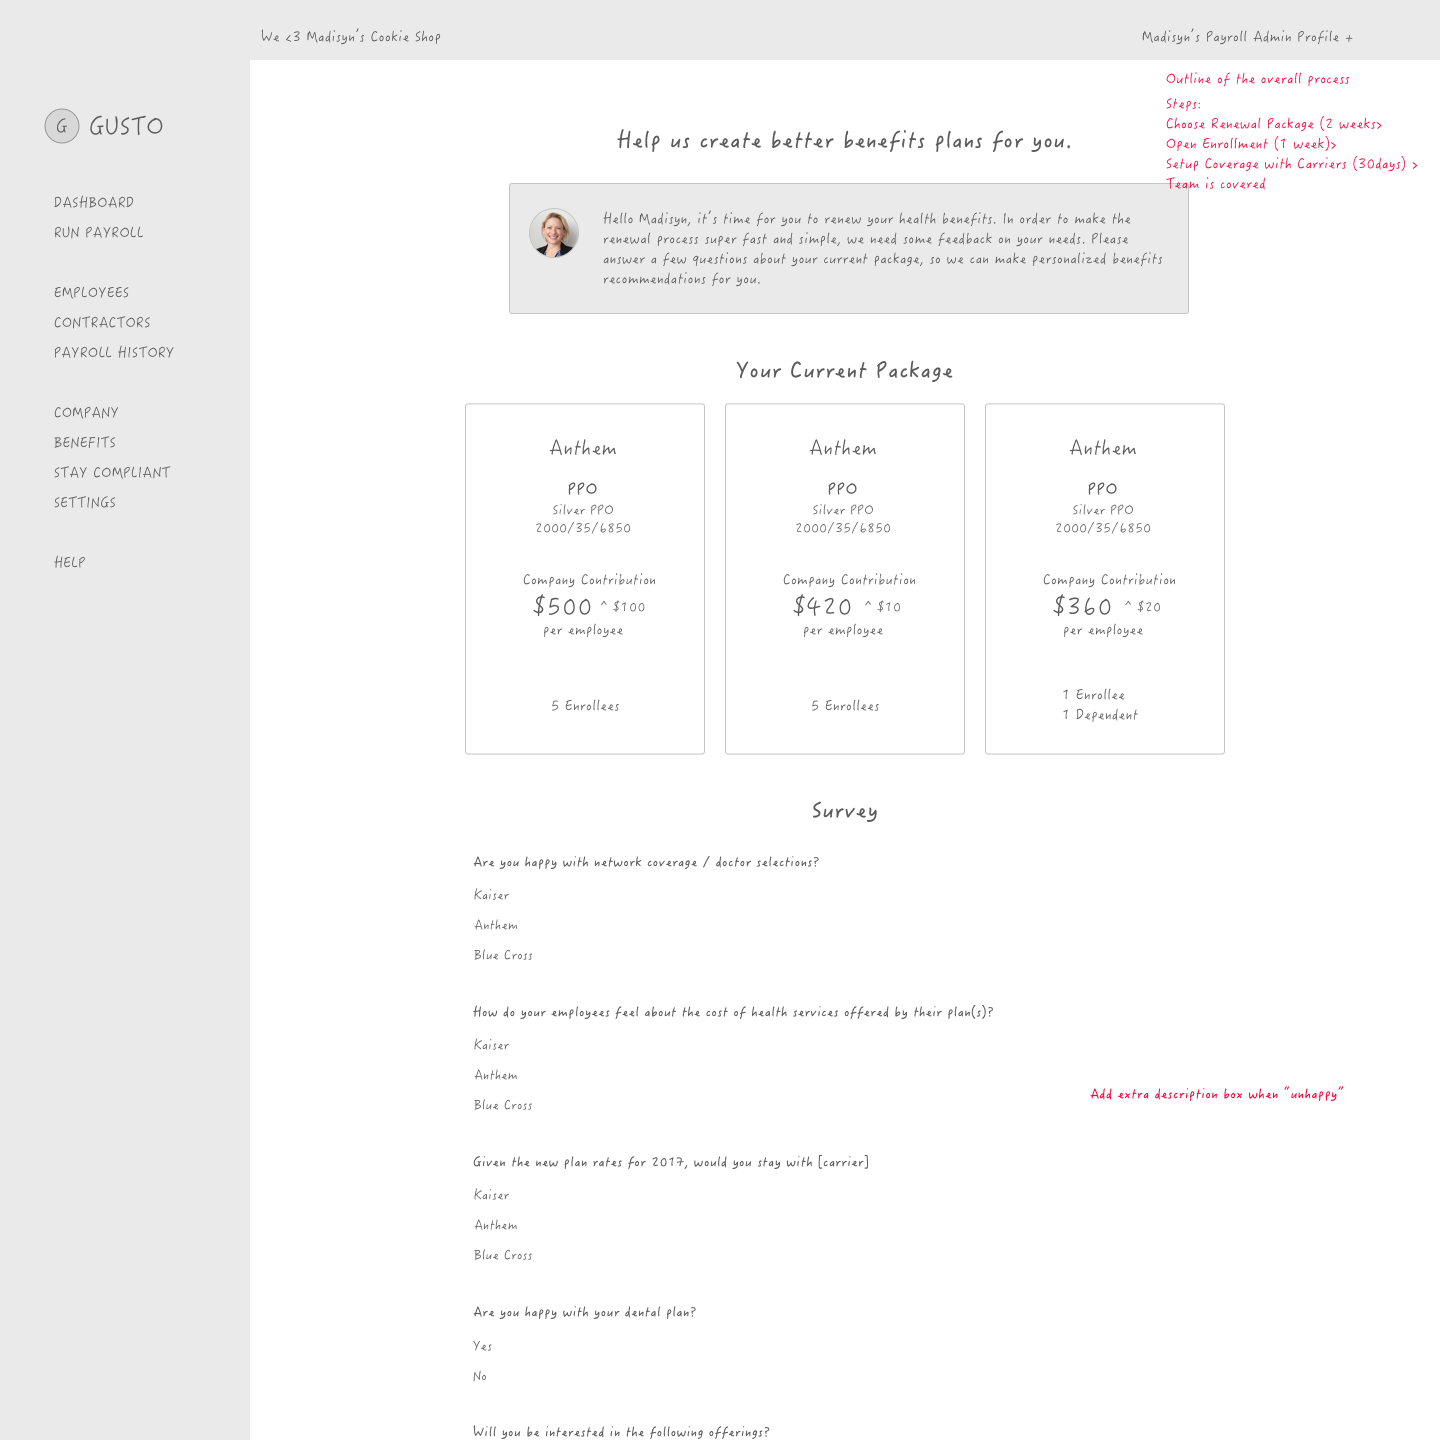 We <3 Madisyn's Cookie Shop
Madisyn's Payroll Admin Profile +
G GUSTO
DASHBOARD
RUN PAYROLL
EMPLOYEES
CONTRACTORS
PAYROLL HISTORY
COMPANY
BENEFITS
STAY COMPLIANT
SETTINGS
HELP
Outline of the overall process
Steps:
Choose Renewal Package (2 weeks>
Open Enrollment (1 week)>
Setup Coverage with Carriers (30days) >
Team is covered
Help us create better benefits plans for you.
Hello Madisyn, it's time for you to renew your health benefits. In order to make the
renewal process super fast and simple, we need some feedback on your needs. Please
answer a few questions about your current package, so we can make personalized benefits
recommendations for you.
Your Current Package
Anthem
PPO
Silver PPO
2000/35/6850
Company Contribution
$500 ^ $100
per employee
5 Enrollees
Anthem
PPO
Silver PPO
2000/35/6850
Company Contribution
$420 ^ $10
per employee
5 Enrollees
Anthem
PPO
Silver PPO
2000/35/6850
Company Contribution
$360 ^ $20
per employee
1 Enrollee
1 Dependent
Survey
Are you happy with network coverage / doctor selections?
Kaiser
Anthem
Blue Cross
How do your employees feel about the cost of health services offered by their plan(s)?
Kaiser
Anthem
Blue Cross
Add extra description box when "unhappy"
Given the new plan rates for 2017, would you stay with [carrier]
Kaiser
Anthem
Blue Cross
Are you happy with your dental plan?
Yes
No
Will you be interested in the following offerings?